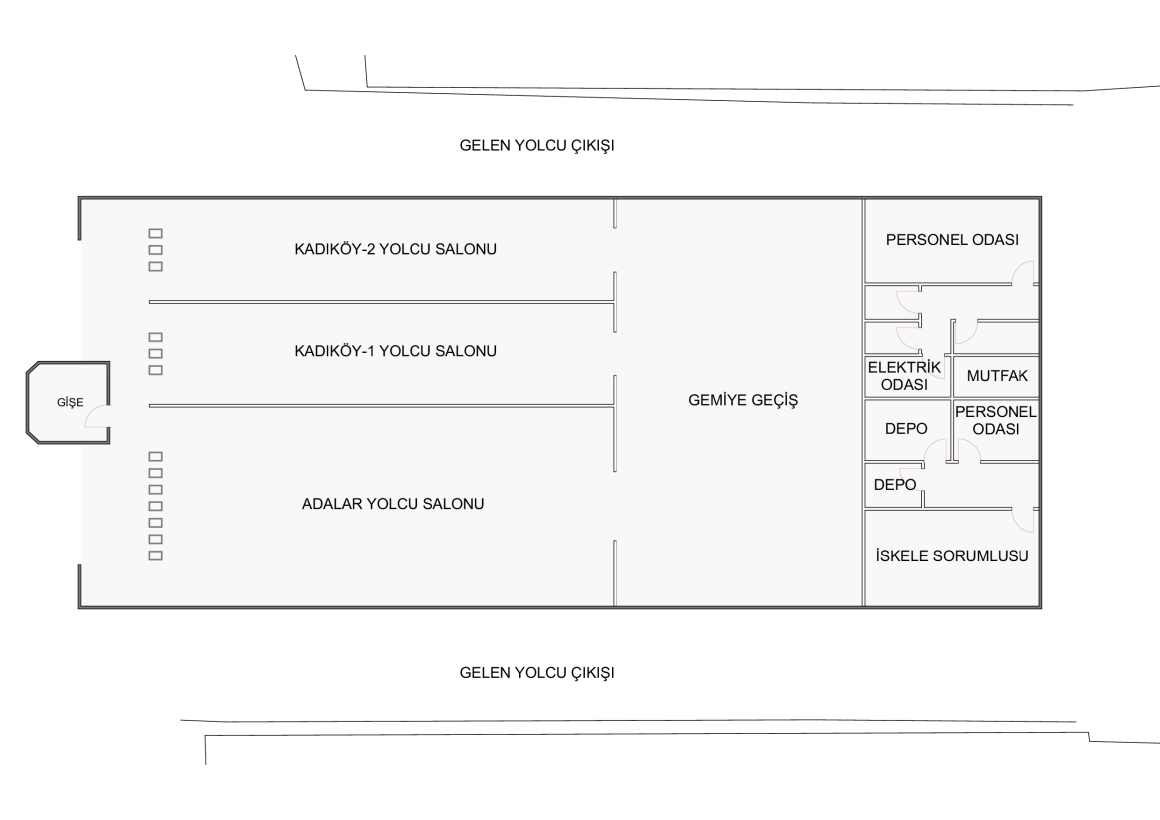 GELEN YOLCU ÇIKIŞI
KADIKÖY-2 YOLCU SALONU
PERSONEL ODASI
KADIKÖY-1 YOLCU SALONU
ELEKTRİK
ODASI
MUTFAK
GİŞE
GEMİYE GEÇİŞ
DEPO
PERSONEL
ODASI
DEPO
ADALAR YOLCU SALONU
İSKELE SORUMLUSU
GELEN YOLCU ÇIKIŞI